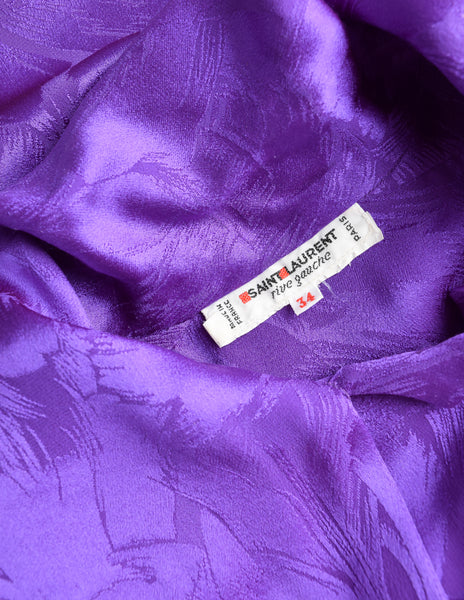 SAINT LAURENT
rive gauche
PARIS
MADE IN
FRANCE
34